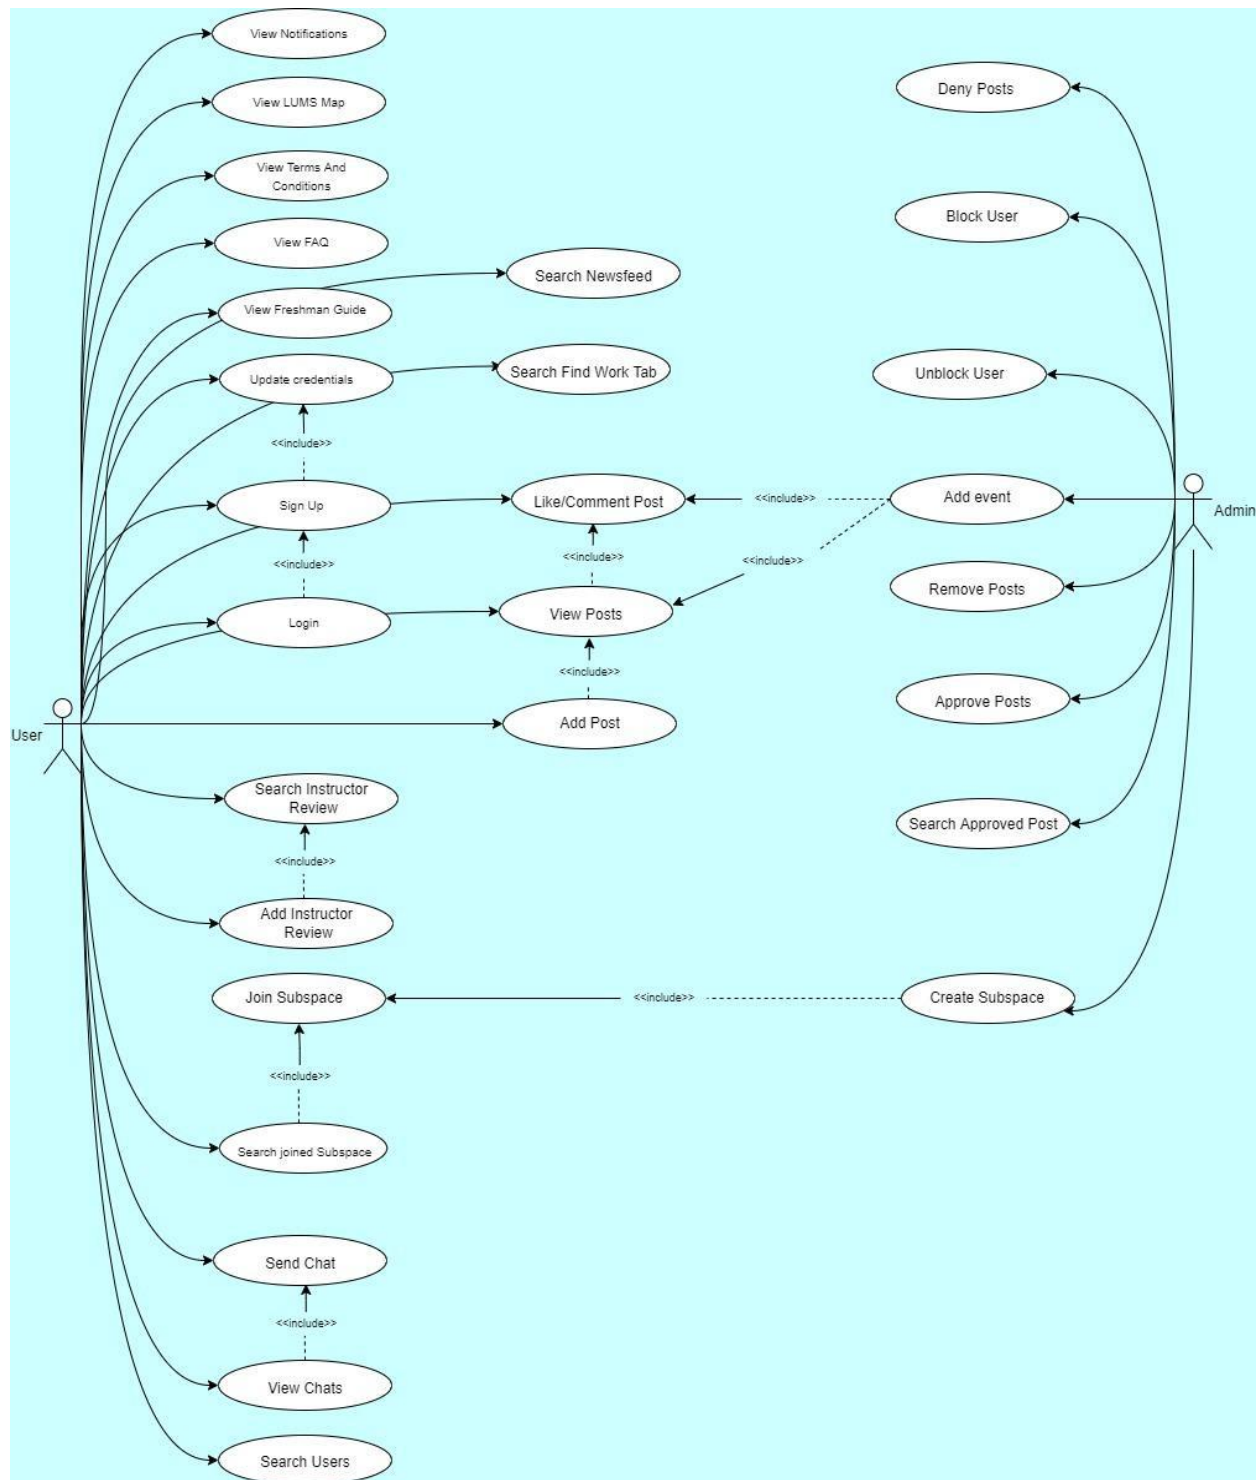 View Notifications
View LUMS Map
Deny Posts
View Terms And
Conditions
Block User
View FAQ
Search Newsfeed
View Freshman Guide
Update credentials
Search Find Work Tab
Unblock User
<<include>>
Sign Up
Like/Comment Post
<<include>>
Add event
Admin
<<include>>
<<include>>
<<include>>
Remove Posts
Login
View Posts
<<include>>
Approve Posts
User
Add Post
Search Instructor
Review
Search Approved Post
<<include>>
Add Instructor
Review
Join Subspace
<<include>>
Create Subspace
<<include>>
Search joined Subspace
Send Chat
<<include>>
View Chats
Search Users